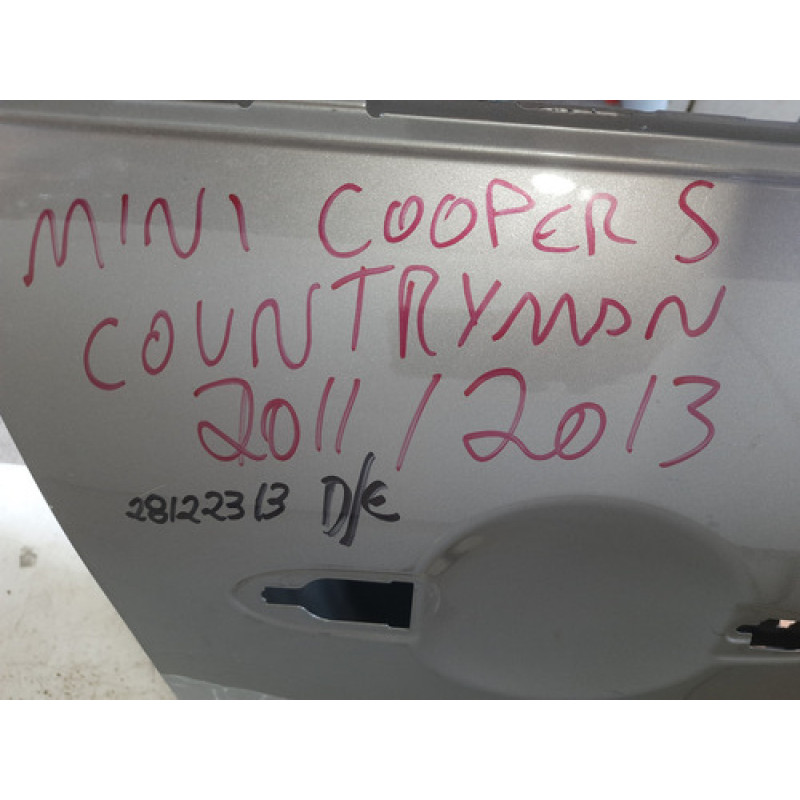 MINI COOPER S
COUNTRYMAN
2011/2013
28122313 D/E